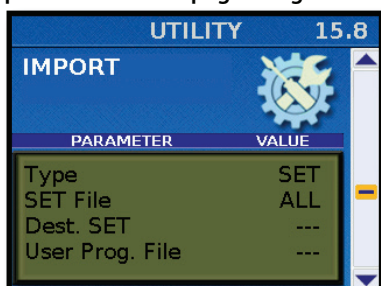 UTILITY 15.8
IMPORT
PARAMETER VALUE
Type SET
SET File ALL
Dest. SET ---
User Prog. File ---